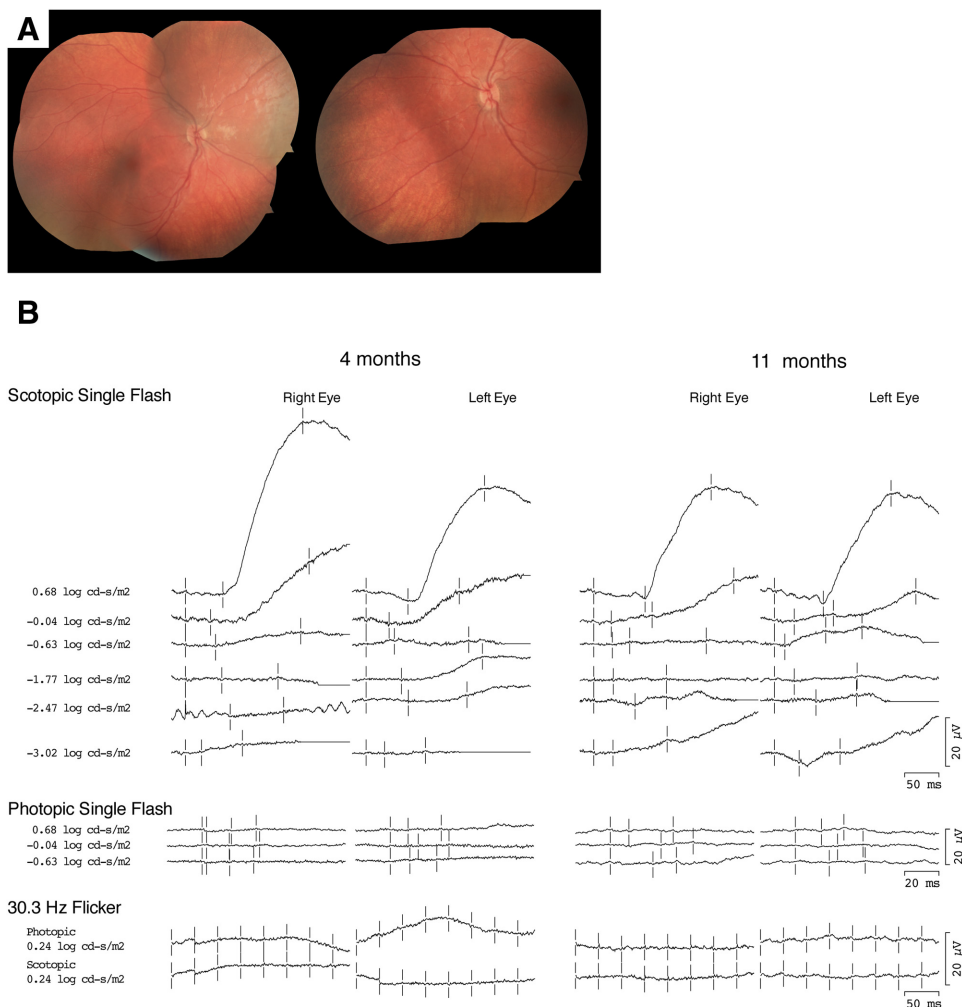 A
B
4 months
11 months
Scotopic Single Flash
Right Eye
Left Eye
Right Eye
Left Eye
0.68 log cd-s/m2
-0.04 log cd-s/m2
-0.63 log cd-s/m2
-1.77 log cd-s/m2
-2.47 log cd-s/m2
-3.02 log cd-s/m2
20 µV
50 ms
Photopic Single Flash
0.68 log cd-s/m2
-0.04 log cd-s/m2
-0.63 log cd-s/m2
20 µV
20 ms
30.3 Hz Flicker
Photopic
0.24 log cd-s/m2
Scotopic
0.24 log cd-s/m2
20 µV
50 ms